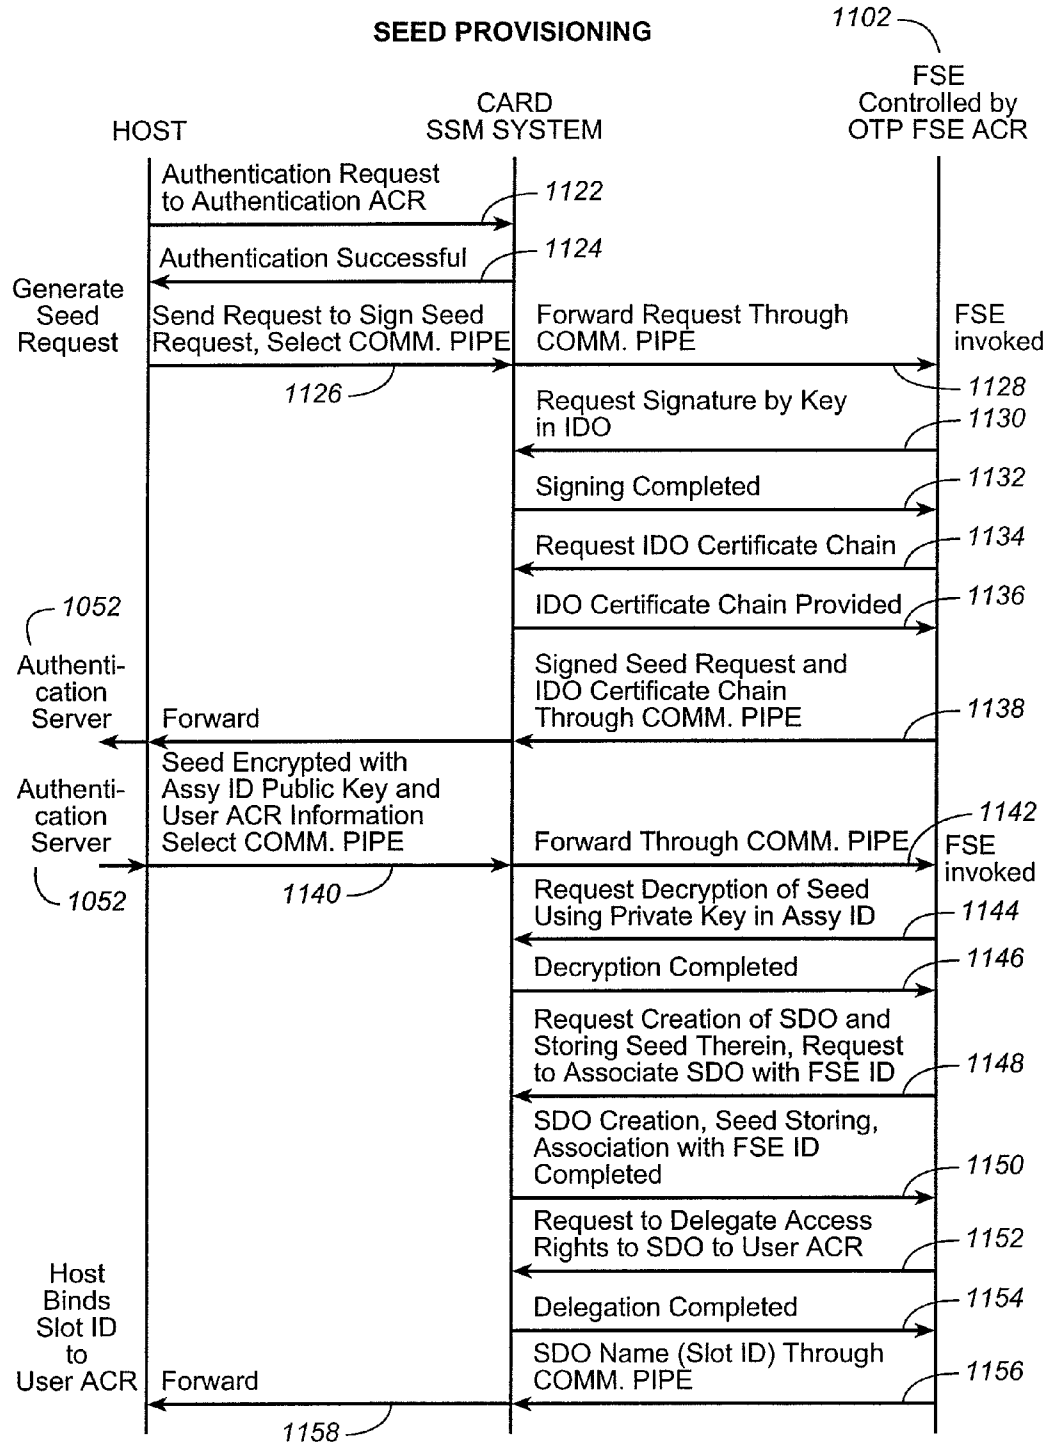 SEED PROVISIONING
1102
FSE
Controlled by
OTP FSE ACR
CARD
SSM SYSTEM
HOST
Authentication Request
to Authentication ACR
1122
Authentication Successful
1124
Generate
Seed
Request
Send Request to Sign Seed
Request, Select COMM. PIPE
1126
Forward Request Through
COMM. PIPE
FSE
invoked
1128
Request Signature by Key
in IDO
1130
Signing Completed
1132
Request IDO Certificate Chain
1134
IDO Certificate Chain Provided
1136
1052
Authenti-
cation
Server
Forward
Signed Seed Request and
IDO Certificate Chain
Through COMM. PIPE
1138
Authenti-
cation
Server
1052
Seed Encrypted with
Assy ID Public Key and
User ACR Information
Select COMM. PIPE
1140
Forward Through COMM. PIPE
1142
FSE
invoked
Request Decryption of Seed
Using Private Key in Assy ID
1144
Decryption Completed
1146
Request Creation of SDO and
Storing Seed Therein, Request
to Associate SDO with FSE ID
1148
SDO Creation, Seed Storing,
Association with FSE ID
Completed
1150
Request to Delegate Access
Rights to SDO to User ACR
1152
Delegation Completed
1154
Host
Binds
Slot ID
to
User ACR
Forward
1158
SDO Name (Slot ID) Through
COMM. PIPE
1156